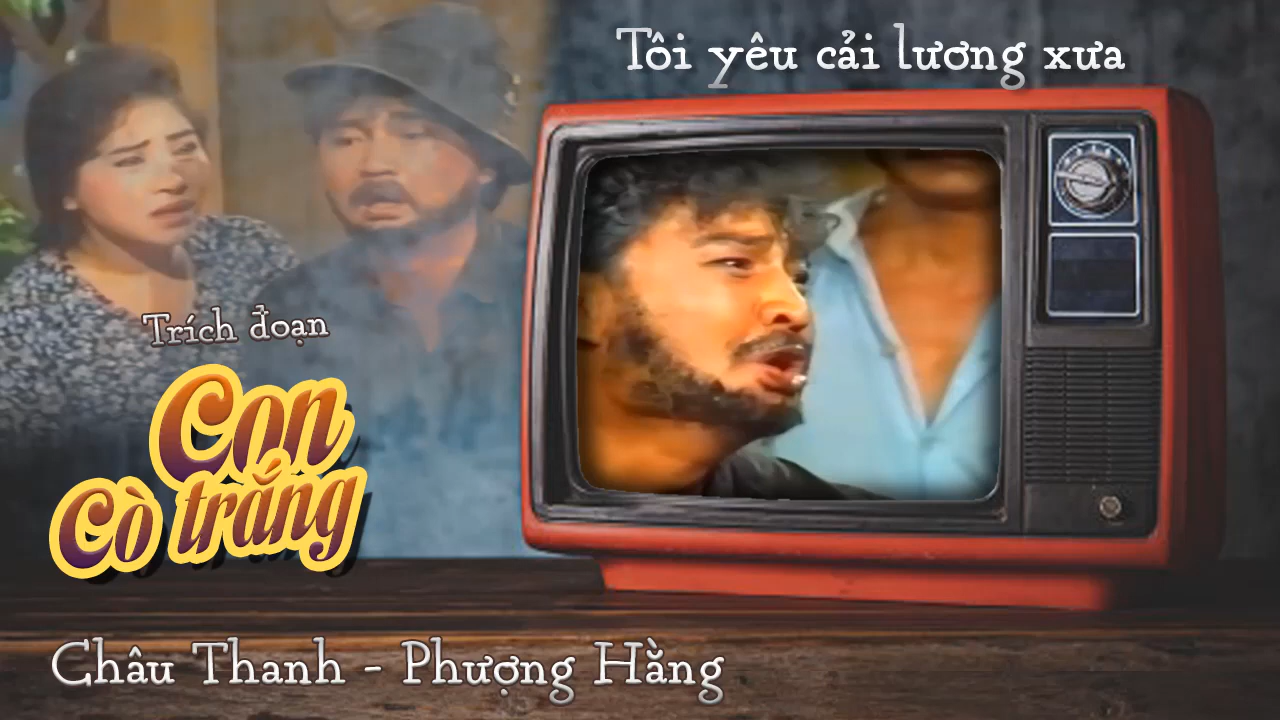 Tôi yêu cải lương xưa
Trích đoạn
Con
Cò trắng
Châu Thanh - Phượng Hằng